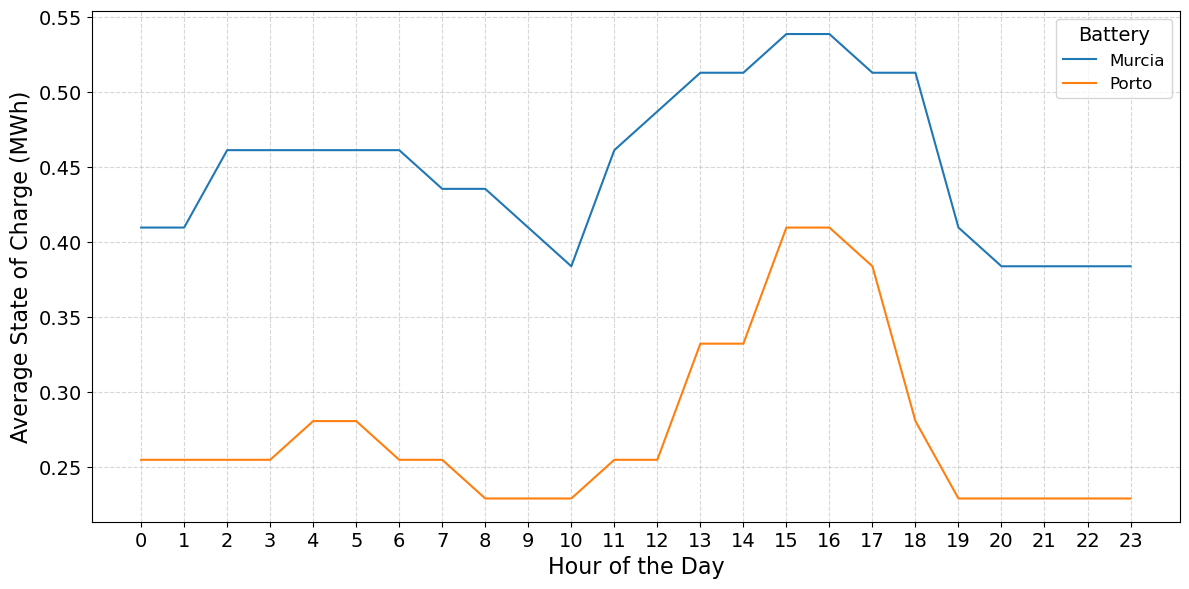 0.55
0.50
0.45
0.40
0.35
0.30
0.25
Average State of Charge (MWh)
Battery
Murcia
Porto
0 1 2 3 4 5 6 7 8 9 10 11 12 13 14 15 16 17 18 19 20 21 22 23
Hour of the Day